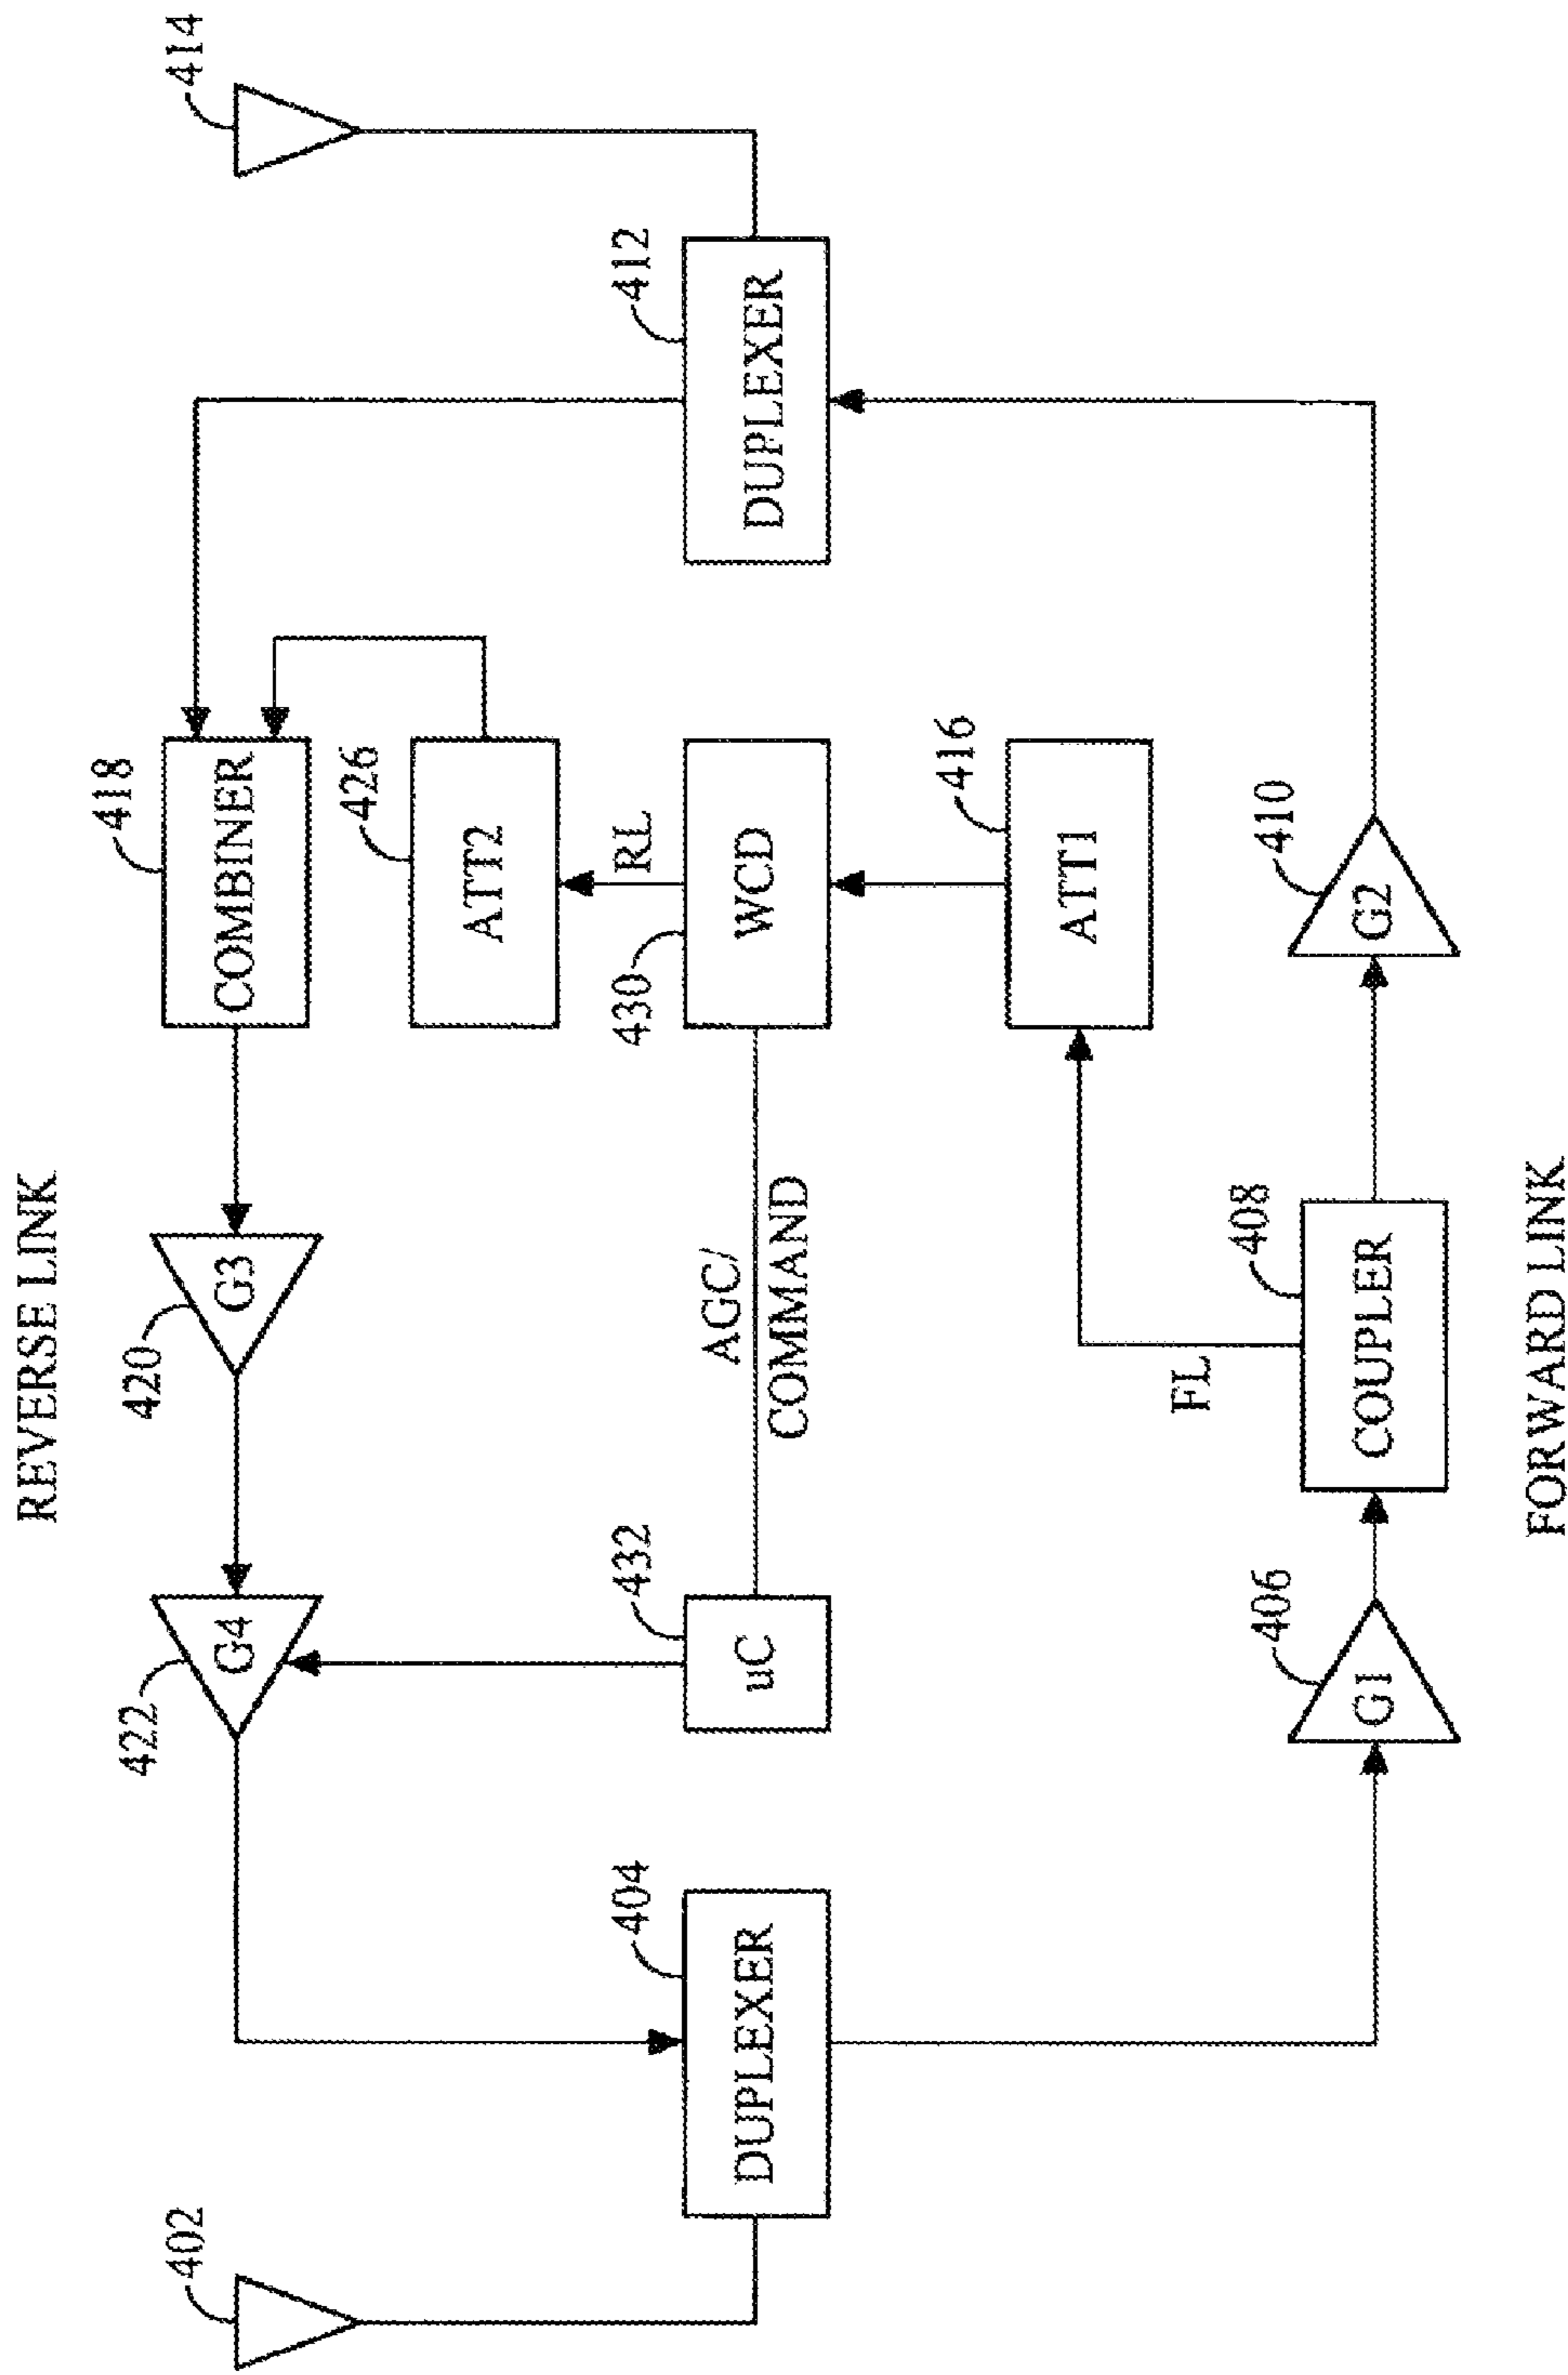 REVERSE LINK
402
404
DUPLEXER
422
G4
420
G3
418
COMBINER
414
412
DUPLEXER
426
ATT2
RL
430
WCD
AGC/
COMMAND
432
uC
416
ATT1
FL
406
G1
408
COUPLER
410
G2
FORWARD LINK